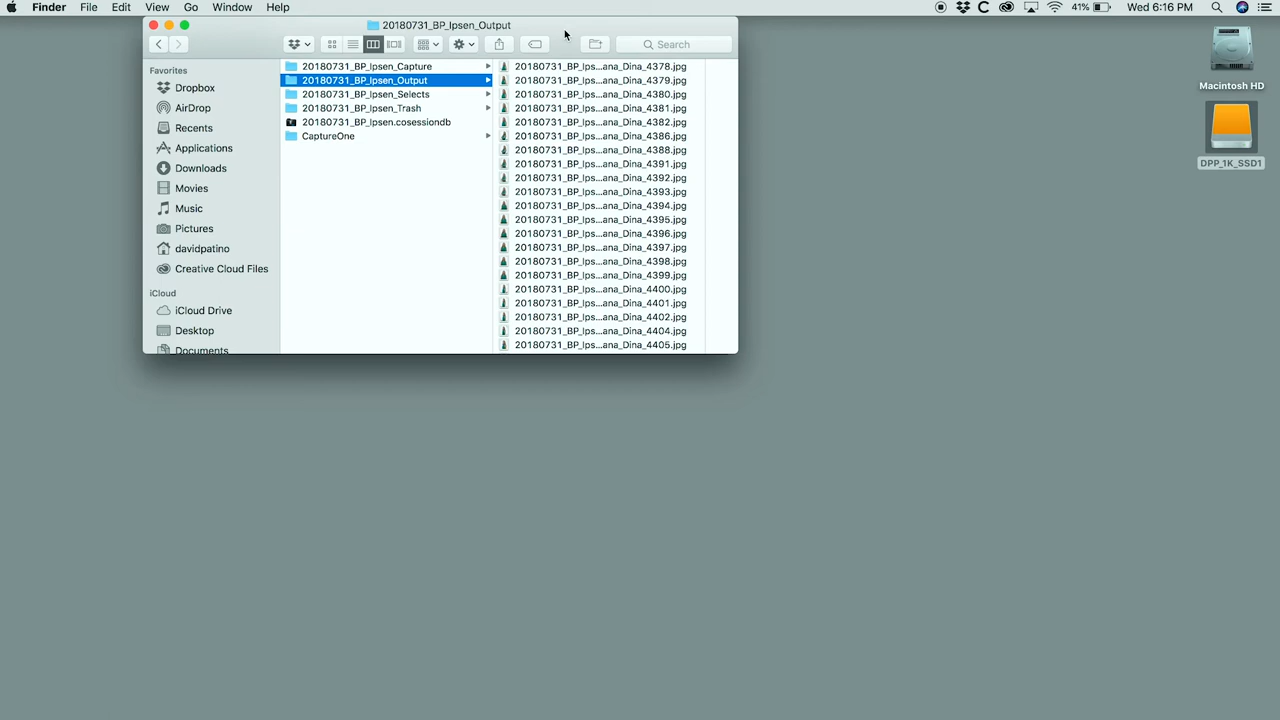 Finder File Edit View Go Window Help 41% Wed 6:16 PM
20180731_BP_Ipsen_Output
Search
Favorites
Dropbox
AirDrop
Recents
Applications
Downloads
Movies
Music
Pictures
davidpatino
Creative Cloud Files
iCloud
iCloud Drive
Desktop
Documents
20180731_BP_Ipsen_Capture
20180731_BP_Ipsen_Output
20180731_BP_Ipsen_Selects
20180731_BP_Ipsen_Trash
20180731_BP_Ipsen.cosessiondb
CaptureOne
20180731_BP_Ips...ana_Dina_4378.jpg
20180731_BP_Ips...ana_Dina_4379.jpg
20180731_BP_Ips...ana_Dina_4380.jpg
20180731_BP_Ips...ana_Dina_4381.jpg
20180731_BP_Ips...ana_Dina_4382.jpg
20180731_BP_Ips...ana_Dina_4386.jpg
20180731_BP_Ips...ana_Dina_4388.jpg
20180731_BP_Ips...ana_Dina_4391.jpg
20180731_BP_Ips...ana_Dina_4392.jpg
20180731_BP_Ips...ana_Dina_4393.jpg
20180731_BP_Ips...ana_Dina_4394.jpg
20180731_BP_Ips...ana_Dina_4395.jpg
20180731_BP_Ips...ana_Dina_4396.jpg
20180731_BP_Ips...ana_Dina_4397.jpg
20180731_BP_Ips...ana_Dina_4398.jpg
20180731_BP_Ips...ana_Dina_4399.jpg
20180731_BP_Ips...ana_Dina_4400.jpg
20180731_BP_Ips...ana_Dina_4401.jpg
20180731_BP_Ips...ana_Dina_4402.jpg
20180731_BP_Ips...ana_Dina_4404.jpg
20180731_BP_Ips...ana_Dina_4405.jpg
Macintosh HD
DPP_1K_SSD1